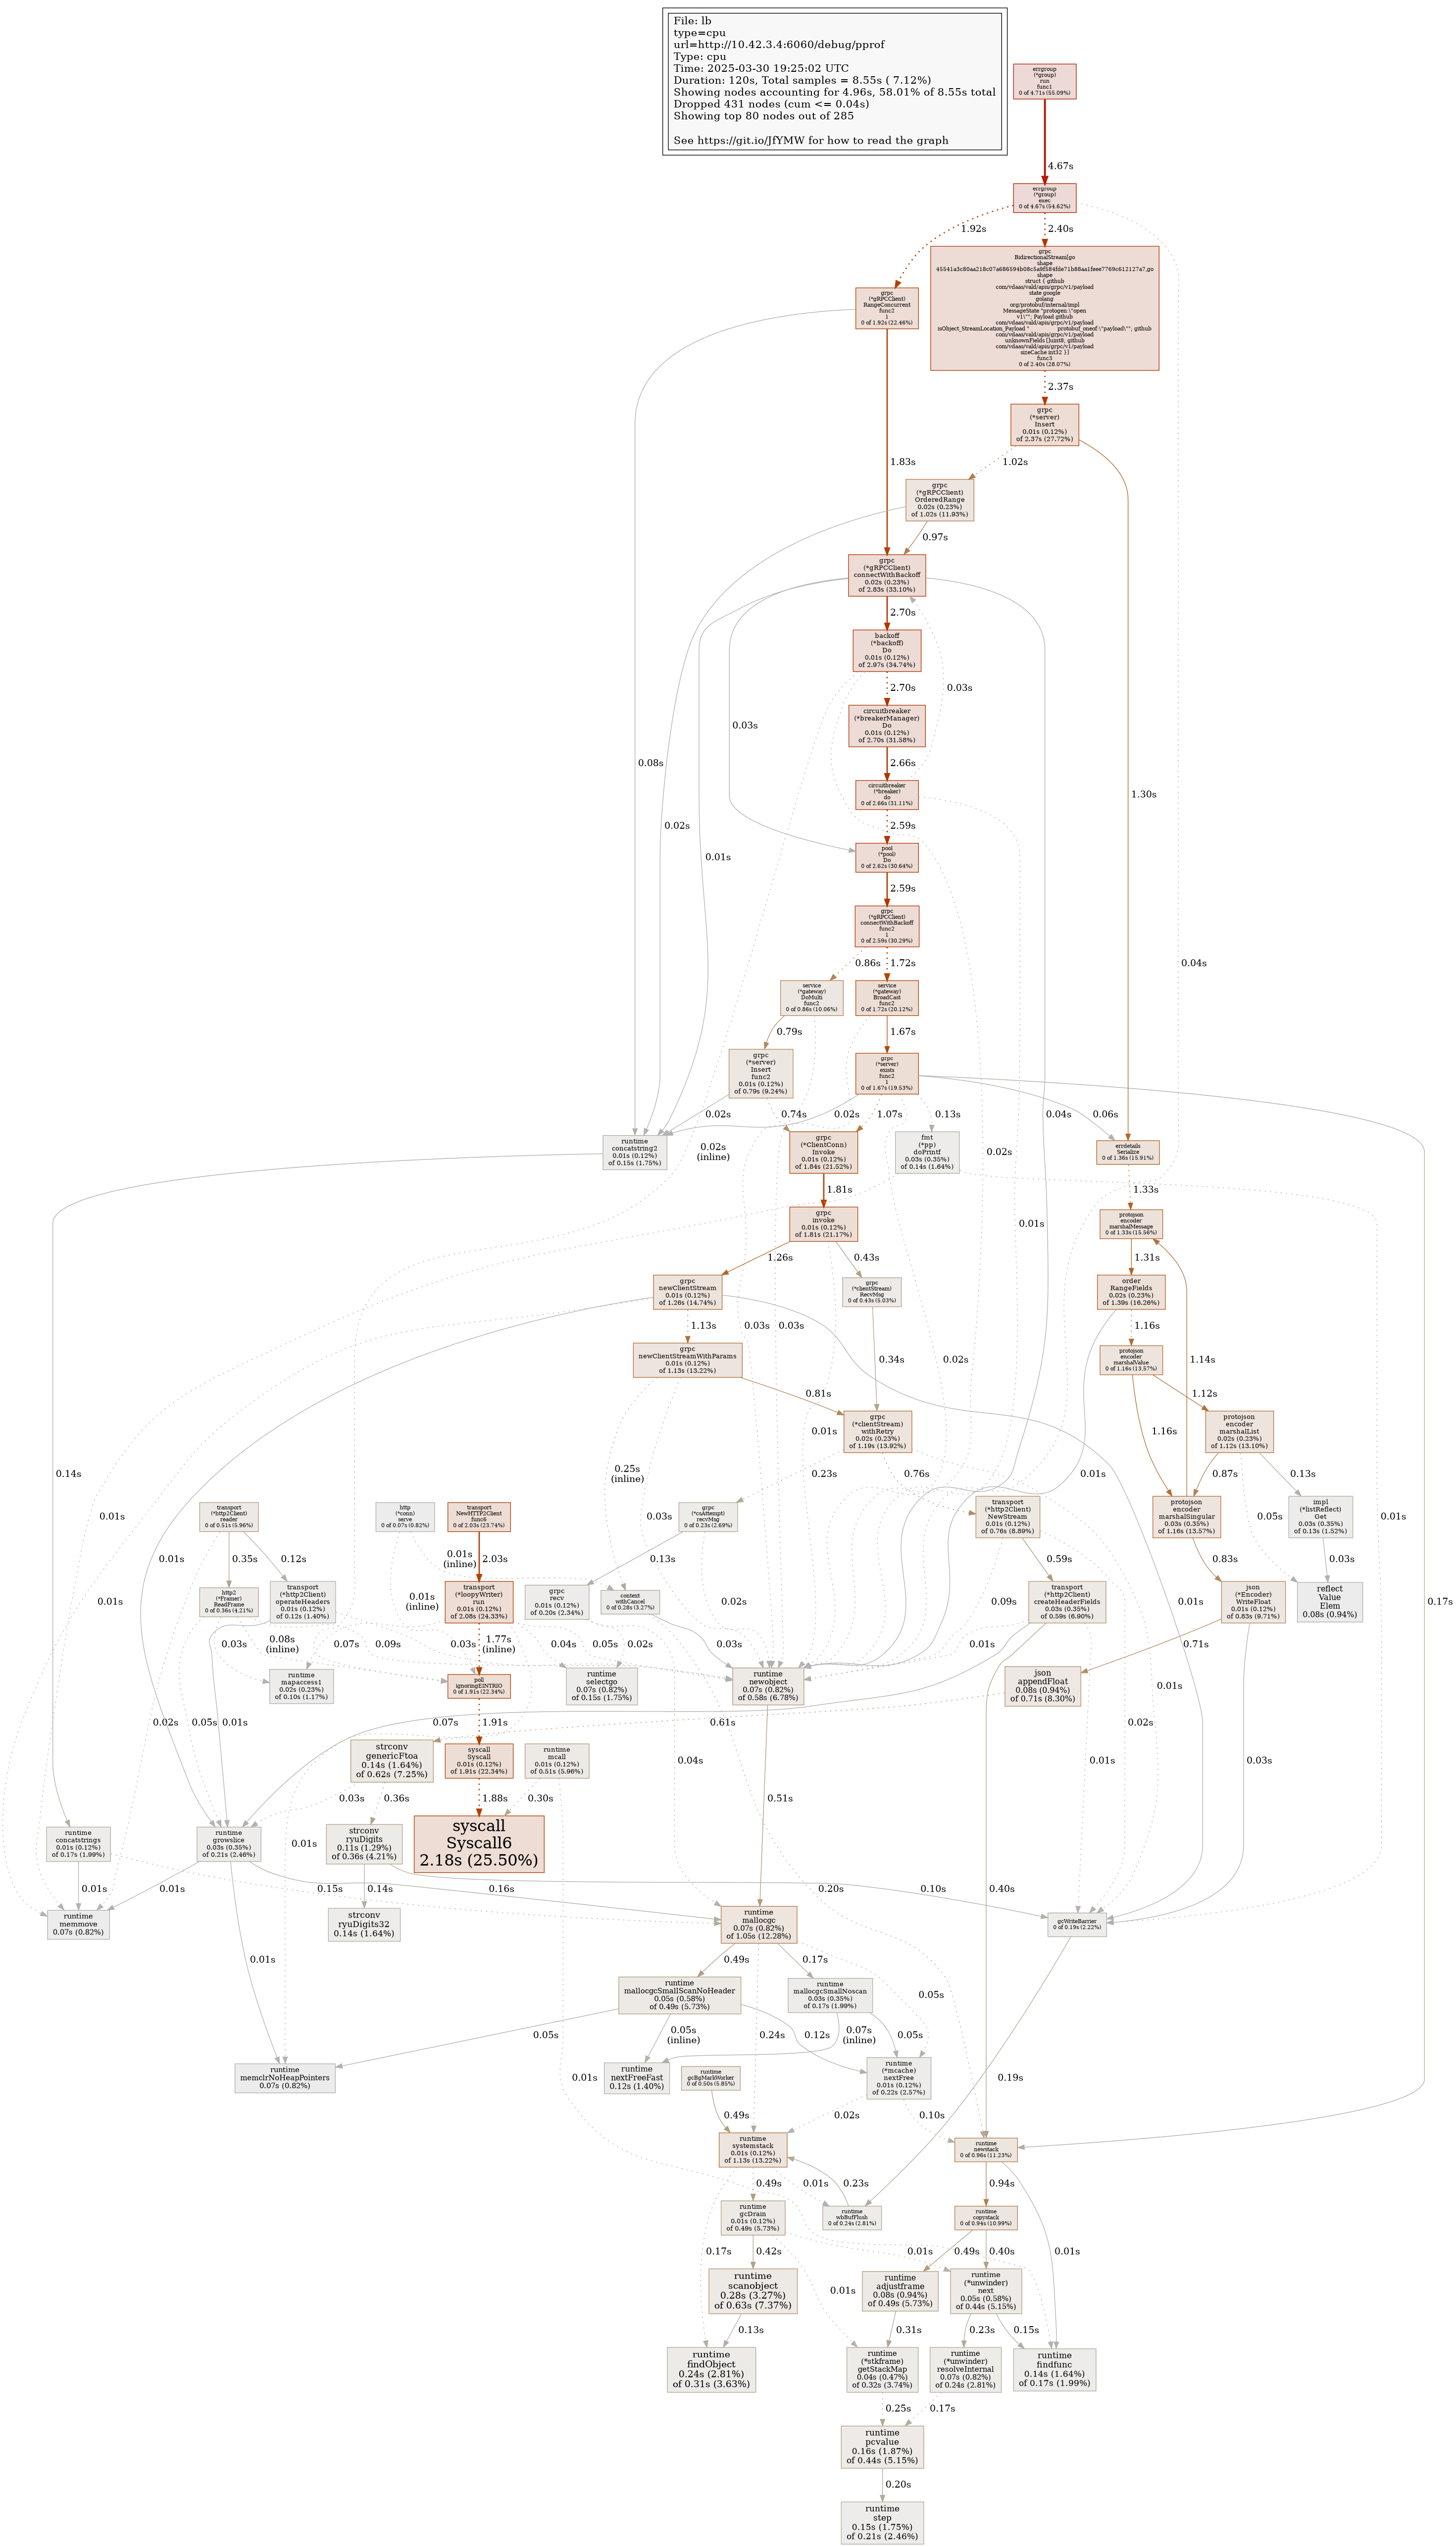 File: lb
type=cpu
url=http://10.42.3.4:6060/debug/pprof
Type: cpu
Time: 2025-03-30 19:25:02 UTC
Duration: 120s, Total samples = 8.55s ( 7.12%)
Showing nodes accounting for 4.96s, 58.01% of 8.55s total
Dropped 431 nodes (cum <= 0.04s)
Showing top 80 nodes out of 285
See https://git.io/JfYMW for how to read the graph
errgroup
(*group)
run
func1
0 of 4.71s (55.09%)
4.67s
errgroup
(*group)
exec
0 of 4.67s (54.62%)
1.92s
2.40s
grpc
BidirectionalStream[go
shape
shape
struct { github
com/vdaas/vald/apis/grpc/v1/payload
state google
golang
org/protobuf/internal/impl
MessageState "protogen:\"open
v1\""; Payload github
com/vdaas/vald/apis/grpc/v1/payload
isObject_StreamLocation_Payload " protobuf_oneof:\"payload\""; github
com/vdaas/vald/apis/grpc/v1/payload
unknownFields []uint8; github
com/vdaas/vald/apis/grpc/v1/payload
sizeCache int32 }]
func3
0 of 2.40s (28.07%)
grpc
(*gRPCClient)
RangeConcurrent
func2
1
0 of 1.92s (22.46%)
2.37s
grpc
(*server)
Insert
0.01s (0.12%)
of 2.37s (27.72%)
1.83s
1.02s
grpc
(*gRPCClient)
OrderedRange
0.02s (0.23%)
of 1.02s (11.93%)
0.97s
grpc
(*gRPCClient)
connectWithBackoff
0.02s (0.23%)
of 2.83s (33.10%)
2.70s
backoff
(*backoff)
Do
0.01s (0.12%)
of 2.97s (34.74%)
0.03s
2.70s
0.03s
circuitbreaker
(*breakerManager)
Do
0.01s (0.12%)
of 2.70s (31.58%)
0.08s
2.66s
1.30s
circuitbreaker
(*breaker)
do
0 of 2.66s (31.11%)
0.02s
2.59s
0.01s
pool
(*pool)
Do
0 of 2.62s (30.64%)
2.59s
grpc
(*gRPCClient)
connectWithBackoff
func2
1
0 of 2.59s (30.29%)
0.86s
1.72s
0.04s
service
(*gateway)
DoMulti
func2
0 of 0.86s (10.06%)
service
(*gateway)
BroadCast
func2
0 of 1.72s (20.12%)
0.79s
1.67s
grpc
(*server)
Insert
func2
0.01s (0.12%)
of 0.79s (9.24%)
grpc
(*server)
exists
func2
1
0 of 1.67s (19.53%)
0.02s
0.74s
0.02s
1.07s
0.13s
0.04s
0.06s
runtime
concatstring2
0.01s (0.12%)
of 0.15s (1.75%)
0.02s
(inline)
grpc
(*ClientConn)
Invoke
0.01s (0.12%)
of 1.84s (21.52%)
fmt
(*pp)
doPrintf
0.03s (0.35%)
of 0.14s (1.64%)
0.02s
errdetails
Serialize
0 of 1.36s (15.91%)
1.81s
1.33s
grpc
invoke
0.01s (0.12%)
of 1.81s (21.17%)
0.01s
protojson
encoder
marshalMessage
0 of 1.33s (15.56%)
1.26s
0.43s
1.31s
grpc
newClientStream
0.01s (0.12%)
of 1.26s (14.74%)
grpc
(*clientStream)
RecvMsg
0 of 0.43s (5.03%)
order
RangeFields
0.02s (0.23%)
of 1.39s (16.26%)
1.13s
0.03s
0.03s
0.02s
1.16s
grpc
newClientStreamWithParams
0.01s (0.12%)
of 1.13s (13.22%)
0.34s
protojson
encoder
marshalValue
0 of 1.16s (13.57%)
1.14s
0.81s
1.12s
grpc
(*clientStream)
withRetry
0.02s (0.23%)
of 1.19s (13.92%)
0.01s
1.16s
protojson
encoder
marshalList
0.02s (0.23%)
of 1.12s (13.10%)
0.14s
0.25s
(inline)
0.23s
0.76s
0.01s
0.87s
0.13s
transport
(*http2Client)
reader
0 of 0.51s (5.96%)
http
(*conn)
serve
0 of 0.07s (0.82%)
transport
NewHTTP2Client
func6
0 of 2.03s (23.74%)
0.03s
grpc
(*csAttempt)
recvMsg
0 of 0.23s (2.69%)
transport
(*http2Client)
NewStream
0.01s (0.12%)
of 0.76s (8.89%)
protojson
encoder
marshalSingular
0.03s (0.35%)
of 1.16s (13.57%)
0.05s
impl
(*listReflect)
Get
0.03s (0.35%)
of 0.13s (1.52%)
0.01s
0.01s
0.35s
0.12s
0.01s
(inline)
2.03s
0.13s
0.09s
0.59s
0.83s
0.03s
0.01s
http2
(*Framer)
ReadFrame
0 of 0.36s (4.21%)
transport
(*http2Client)
operateHeaders
0.01s (0.12%)
of 0.12s (1.40%)
0.01s
(inline)
transport
(*loopyWriter)
run
0.01s (0.12%)
of 2.08s (24.33%)
grpc
recv
0.01s (0.12%)
of 0.20s (2.34%)
context
withCancel
0 of 0.28s (3.27%)
0.02s
transport
(*http2Client)
createHeaderFields
0.03s (0.35%)
of 0.59s (6.90%)
0.01s
json
(*Encoder)
WriteFloat
0.01s (0.12%)
of 0.83s (9.71%)
reflect
Value
Elem
0.08s (0.94%)
0.01s
0.17s
0.03s
0.08s
(inline)
0.07s
0.09s
0.03s
1.77s
(inline)
0.04s
0.05s
0.02s
0.03s
0.01s
0.71s
runtime
mapaccess1
0.02s (0.23%)
of 0.10s (1.17%)
poll
ignoringEINTRIO
0 of 1.91s (22.34%)
runtime
selectgo
0.07s (0.82%)
of 0.15s (1.75%)
runtime
newobject
0.07s (0.82%)
of 0.58s (6.78%)
json
appendFloat
0.08s (0.94%)
of 0.71s (8.30%)
0.01s
0.02s
0.05s
0.01s
0.07s
1.91s
0.61s
0.02s
strconv
genericFtoa
0.14s (1.64%)
of 0.62s (7.25%)
syscall
Syscall
0.01s (0.12%)
of 1.91s (22.34%)
runtime
mcall
0.01s (0.12%)
of 0.51s (5.96%)
0.04s
0.01s
0.03s
0.03s
0.36s
1.88s
0.30s
0.51s
runtime
concatstrings
0.01s (0.12%)
of 0.17s (1.99%)
runtime
growslice
0.03s (0.35%)
of 0.21s (2.46%)
0.01s
strconv
ryuDigits
0.11s (1.29%)
of 0.36s (4.21%)
syscall
Syscall6
2.18s (25.50%)
0.01s
0.01s
0.15s
0.14s
0.16s
0.20s
0.40s
0.10s
runtime
memmove
0.07s (0.82%)
strconv
ryuDigits32
0.14s (1.64%)
runtime
mallocgc
0.07s (0.82%)
of 1.05s (12.28%)
gcWriteBarrier
0 of 0.19s (2.22%)
0.01s
0.49s
0.17s
runtime
mallocgcSmallScanNoHeader
0.05s (0.58%)
of 0.49s (5.73%)
runtime
mallocgcSmallNoscan
0.03s (0.35%)
of 0.17s (1.99%)
0.05s
0.05s
0.05s
(inline)
0.24s
0.12s
0.07s
(inline)
0.05s
runtime
memclrNoHeapPointers
0.07s (0.82%)
0.01s
runtime
nextFreeFast
0.12s (1.40%)
runtime
gcBgMarkWorker
0 of 0.50s (5.85%)
runtime
(*mcache)
nextFree
0.01s (0.12%)
of 0.22s (2.57%)
0.19s
0.49s
0.02s
0.10s
runtime
systemstack
0.01s (0.12%)
of 1.13s (13.22%)
runtime
newstack
0 of 0.96s (11.23%)
0.49s
0.01s
0.23s
0.94s
runtime
gcDrain
0.01s (0.12%)
of 0.49s (5.73%)
runtime
wbBufFlush
0 of 0.24s (2.81%)
runtime
copystack
0 of 0.94s (10.99%)
0.17s
0.42s
0.01s
0.49s
0.40s
0.01s
runtime
scanobject
0.28s (3.27%)
of 0.63s (7.37%)
0.01s
runtime
adjustframe
0.08s (0.94%)
of 0.49s (5.73%)
runtime
(*unwinder)
next
0.05s (0.58%)
of 0.44s (5.15%)
0.13s
0.31s
0.23s
0.15s
runtime
findObject
0.24s (2.81%)
of 0.31s (3.63%)
runtime
(*stkframe)
getStackMap
0.04s (0.47%)
of 0.32s (3.74%)
runtime
(*unwinder)
resolveInternal
0.07s (0.82%)
of 0.24s (2.81%)
runtime
findfunc
0.14s (1.64%)
of 0.17s (1.99%)
0.25s
0.17s
runtime
pcvalue
0.16s (1.87%)
of 0.44s (5.15%)
0.20s
runtime
step
0.15s (1.75%)
of 0.21s (2.46%)